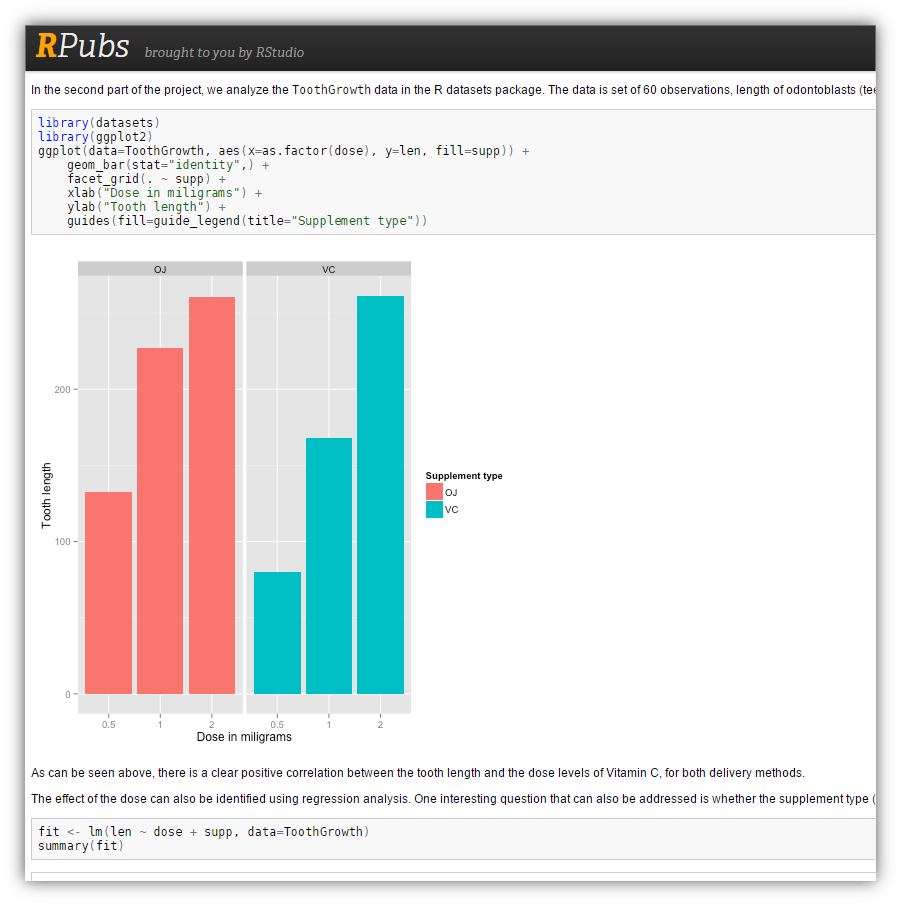 RPubs brought to you by RStudio
In the second part of the project, we analyze the ToothGrowth data in the R datasets package. The data is set of 60 observations, length of odontoblasts (tee
library(datasets)
library(ggplot2)
ggplot(data=ToothGrowth, aes(x=as.factor(dose), y=len, fill=supp)) +
geom_bar(stat="identity",) +
facet_grid(. ~ supp) +
xlab("Dose in miligrams") +
ylab("Tooth length") +
guides(fill=guide_legend(title="Supplement type"))
OJ VC
200
100
0
Tooth length
0.5 1 2 0.5 1 2
Dose in miligrams
Supplement type
OJ
VC
As can be seen above, there is a clear positive correlation between the tooth length and the dose levels of Vitamin C, for both delivery methods.
The effect of the dose can also be identified using regression analysis. One interesting question that can also be addressed is whether the supplement type (
fit <- lm(len ~ dose + supp, data=ToothGrowth)
summary(fit)